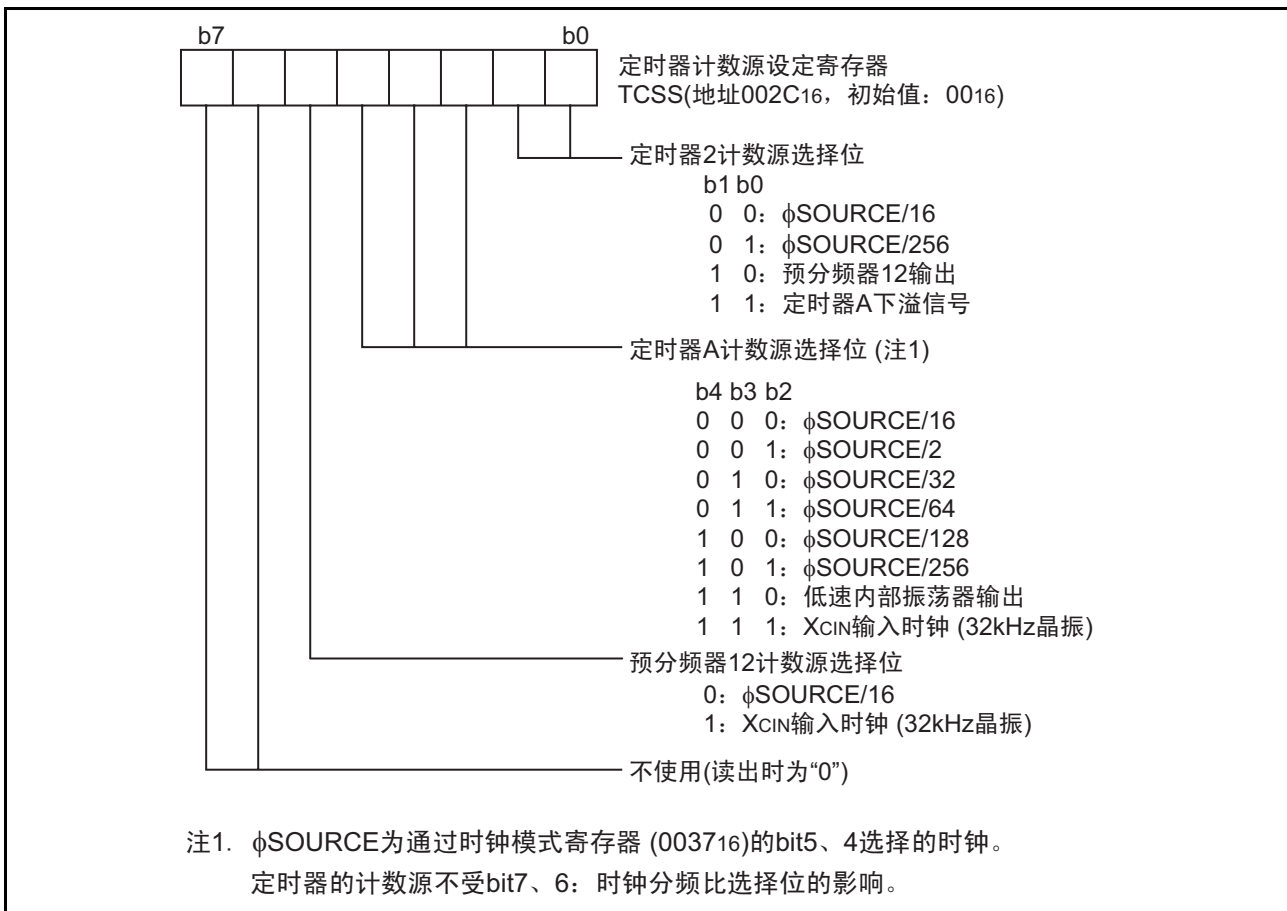 b7 b0
定时器计数源设定寄存器
TCSS(地址002C16，初始值：0016)
定时器2计数源选择位
b1 b0
0 0：ϕSOURCE/16
0 1：ϕSOURCE/256
1 0：预分频器12输出
1 1：定时器A下溢信号
定时器A计数源选择位 (注1)
b4 b3 b2
0 0 0：ϕSOURCE/16
0 0 1：ϕSOURCE/2
0 1 0：ϕSOURCE/32
0 1 1：ϕSOURCE/64
1 0 0：ϕSOURCE/128
1 0 1：ϕSOURCE/256
1 1 0：低速内部振荡器输出
1 1 1：XCIN输入时钟 (32kHz晶振)
预分频器12计数源选择位
0：ϕSOURCE/16
1：XCIN输入时钟 (32kHz晶振)
不使用(读出时为“0”)
注1. ϕSOURCE为通过时钟模式寄存器 (003716)的bit5、4选择的时钟。
定时器的计数源不受bit7、6：时钟分频比选择位的影响。